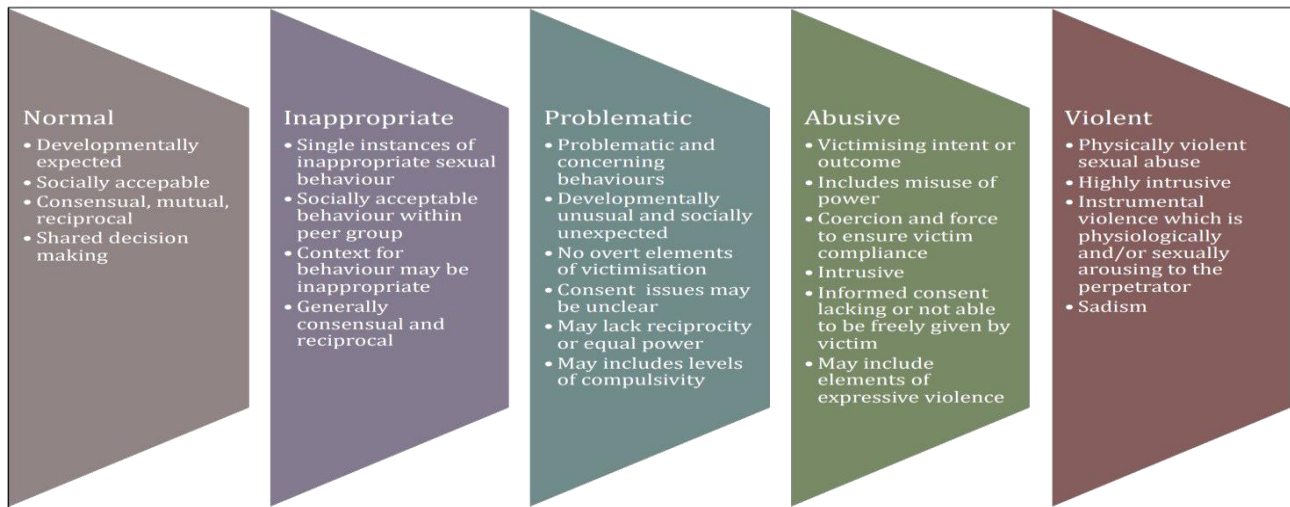 Normal
• Developmentally
expected
• Socially accepable
• Consensual, mutual,
reciprocal
• Shared decision
making
Inappropriate
• Single instances of
inappropriate sexual
behaviour
• Socially acceptable
behaviour within
peer group
• Context for
behaviour may be
inappropriate
• Generally
consensual and
reciprocal
Problematic
• Problematic and
concerning
behaviours
• Developmentally
unusual and socially
unexpected
• No overt elements
of victimisation
• Consent issues may
be unclear
• May lack reciprocity
or equal power
• May includes levels
of compulsivity
Abusive
• Victimising intent or
outcome
• Includes misuse of
power
• Coercion and force
to ensure victim
compliance
• Intrusive
• Informed consent
lacking or not able
to be freely given by
victim
• May include
elements of
expressive violence
Violent
• Physically violent
sexual abuse
• Highly intrusive
• Instrumental
violence which is
physiologically
and/or sexually
arousing to the
perpetrator
• Sadism